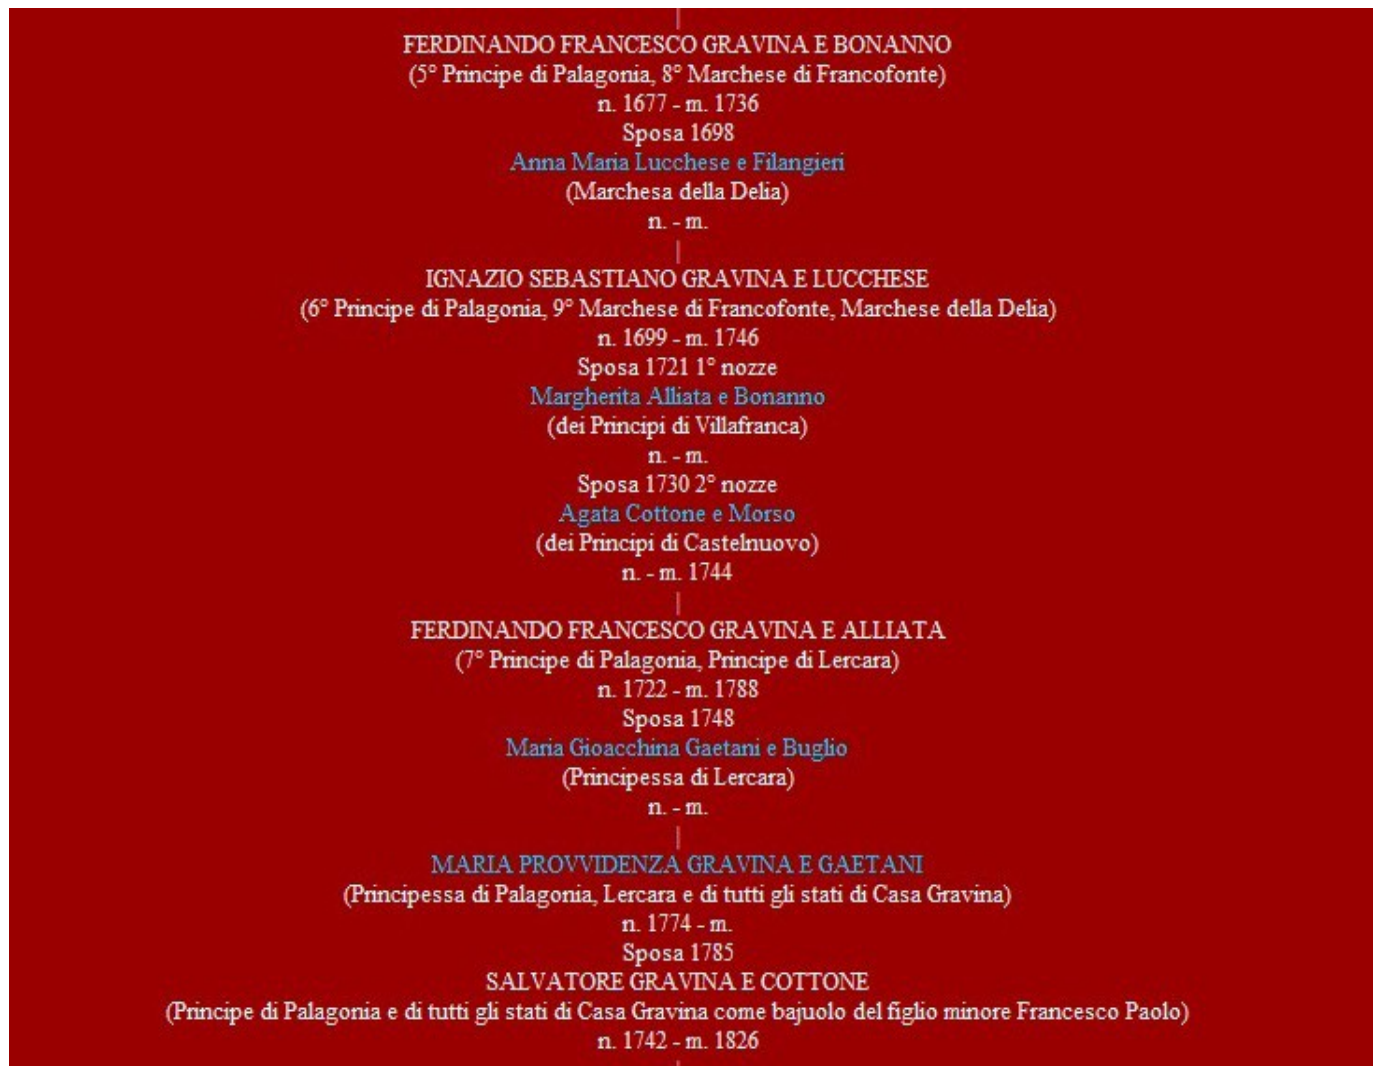 FERDINANDO FRANCESCO GRAVINA E BONANNO
(5° Principe di Palagonia, 8° Marchese di Francofonte)
n. 1677 - m. 1736
Sposa 1698
Anna Maria Lucchese e Filangieri
(Marchesa della Delia)
n. - m.
|
IGNAZIO SEBASTIANO GRAVINA E LUCCHESE
(6° Principe di Palagonia, 9° Marchese di Francofonte, Marchese della Delia)
n. 1699 - m. 1746
Sposa 1721 1° nozze
Margherita Alliata e Bonanno
(dei Principi di Villafranca)
n. - m.
Sposa 1730 2° nozze
Agata Cottone e Morso
(dei Principi di Castelnuovo)
n. - m. 1744
|
FERDINANDO FRANCESCO GRAVINA E ALLIATA
(7° Principe di Palagonia, Principe di Lercara)
n. 1722 - m. 1788
Sposa 1748
Maria Gioacchina Gaetani e Buglio
(Principessa di Lercara)
n. - m.
|
MARIA PROVVIDENZA GRAVINA E GAETANI
(Principessa di Palagonia, Lercara e di tutti gli stati di Casa Gravina)
n. 1774 - m.
Sposa 1785
SALVATORE GRAVINA E COTTONE
(Principe di Palagonia e di tutti gli stati di Casa Gravina come bajuolo del figlio minore Francesco Paolo)
n. 1742 - m. 1826